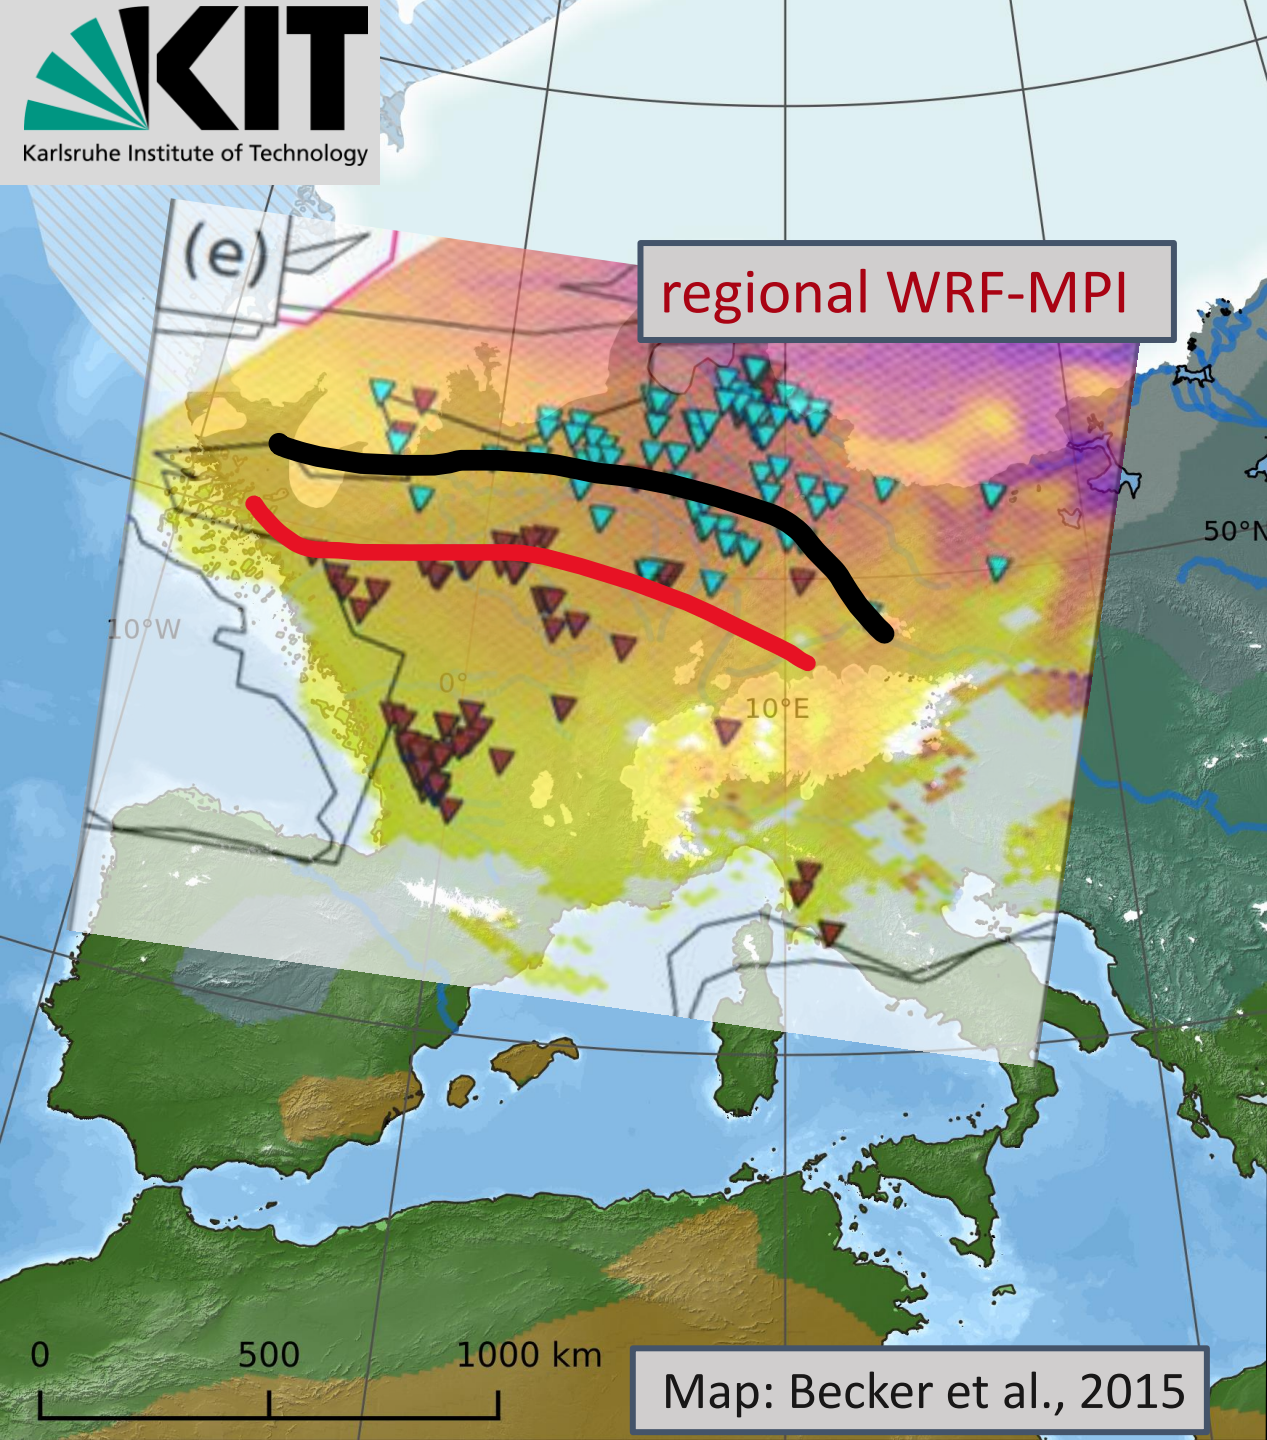 KIT
Karlsruhe Institute of Technology
(e)
regional WRF-MPI
50°N
10°W
0°
10°E
0 500 1000 km
Map: Becker et al., 2015